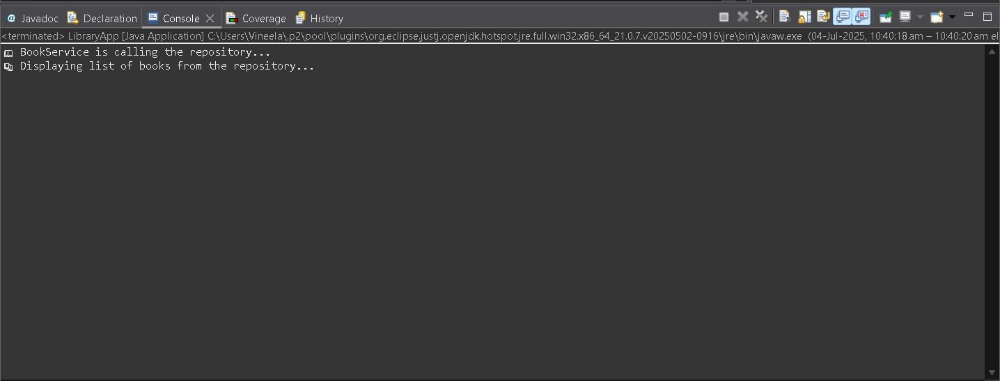 @ Javadoc Declaration Console Coverage History
<terminated> LibraryApp [Java Application] C:\Users\Vineela\.p2\pool\plugins\org.eclipse.justj.openjdk.hotspot.jre.full.win32.x86_64_21.0.7.v20250502-0916\jre\bin\javaw.exe (04-Jul-2025, 10:40:18 am – 10:40:20 am el
📖 BookService is calling the repository...
📚 Displaying list of books from the repository...